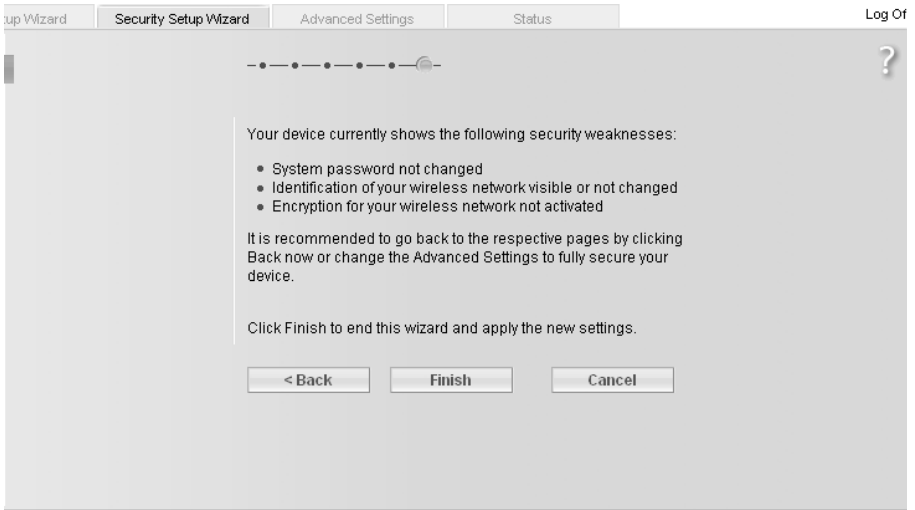 tup Wizard
Security Setup Wizard
Advanced Settings
Status
Log Of
?
Your device currently shows the following security weaknesses:
• System password not changed
• Identification of your wireless network visible or not changed
• Encryption for your wireless network not activated
It is recommended to go back to the respective pages by clicking
Back now or change the Advanced Settings to fully secure your
device.
Click Finish to end this wizard and apply the new settings.
< Back
Finish
Cancel